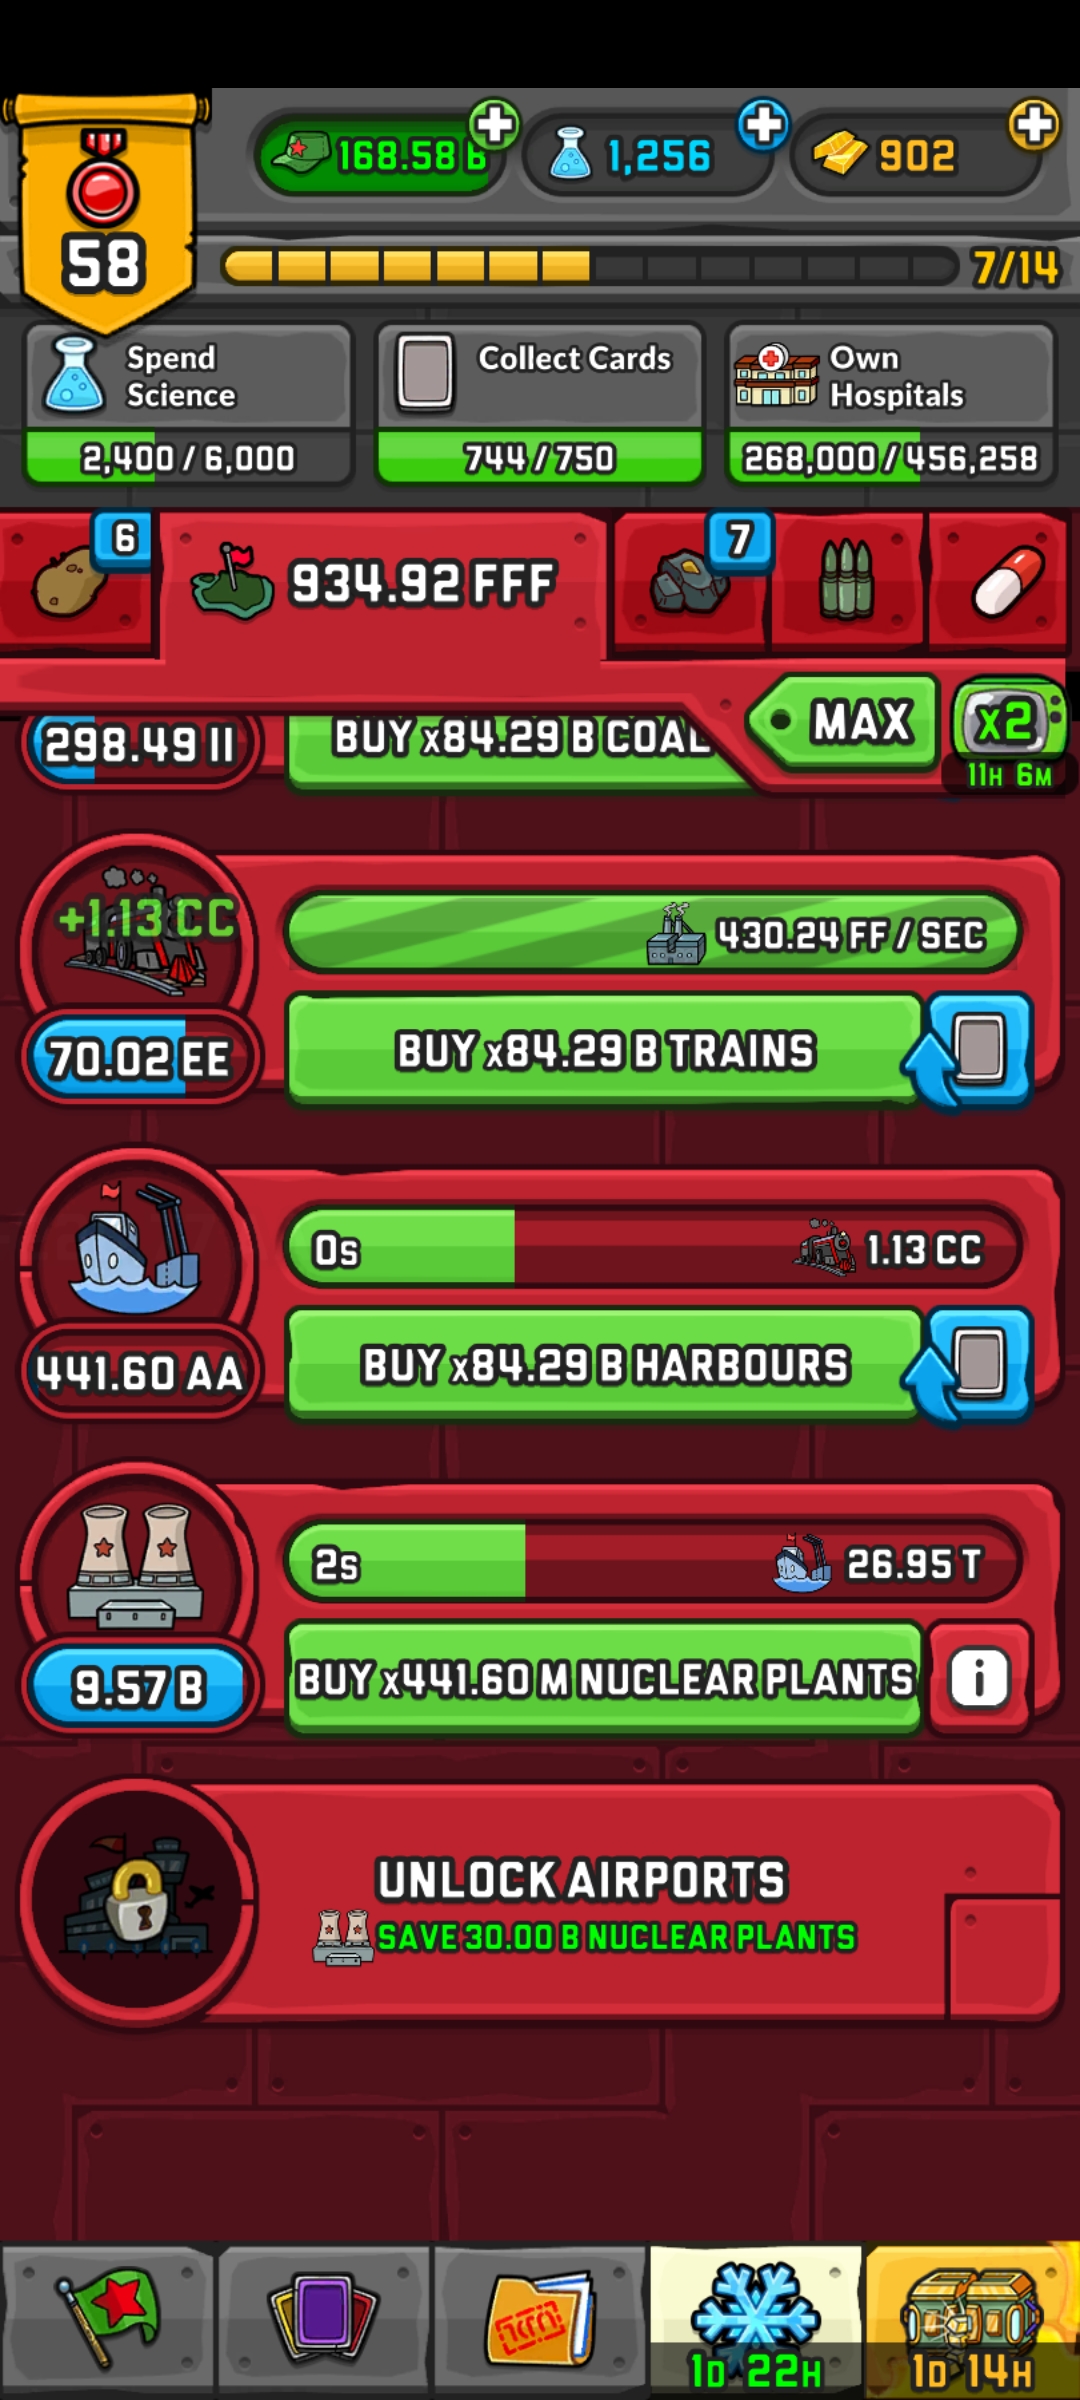 58
168.58 B
1,256
902
7/14
Spend
Science
2,400 / 6,000
Collect Cards
744 / 750
Own
Hospitals
268,000 / 456,258
6
934.92 FFF
7
MAX
x2
11H 6M
298.49 II
BUY x84.29 B COAL
+1.13 CC
430.24 FF / SEC
70.02 EE
BUY x84.29 B TRAINS
0s
1.13 CC
441.60 AA
BUY x84.29 B HARBOURS
2s
26.95 T
9.57 B
BUY x441.60 M NUCLEAR PLANTS
i
UNLOCK AIRPORTS
SAVE 30.00 B NUCLEAR PLANTS
1D 22H
1D 14H